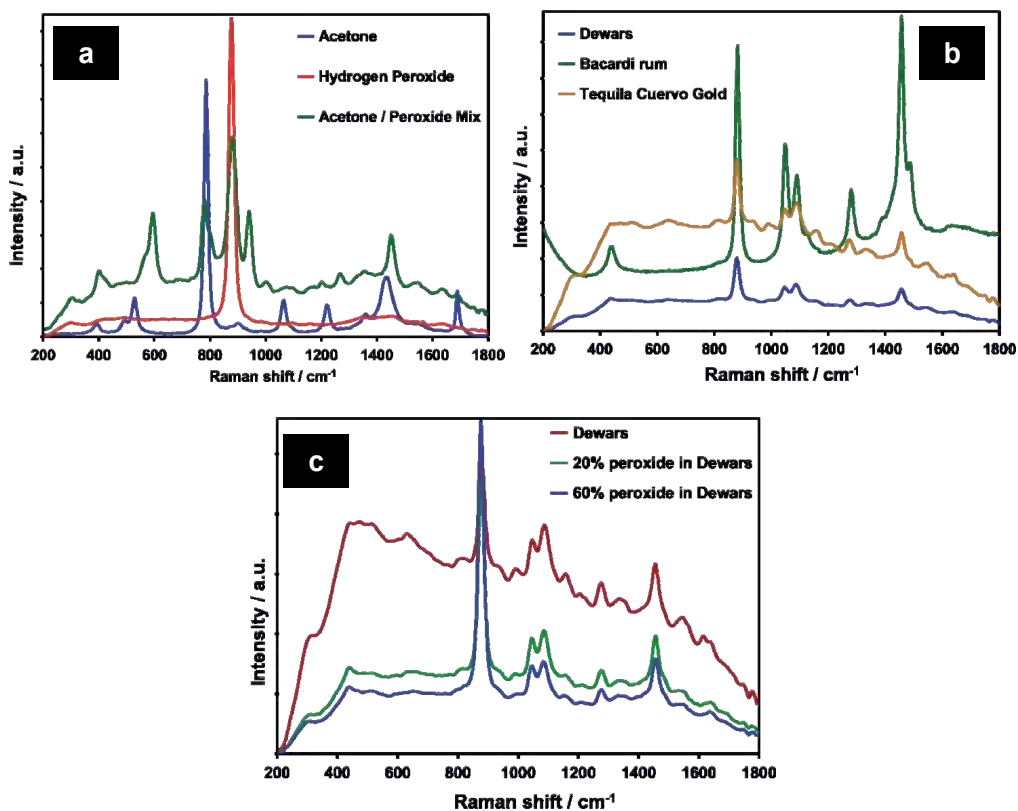 a
Acetone
Hydrogen Peroxide
Acetone / Peroxide Mix
Intensity / a.u.
200 400 600 800 1000 1200 1400 1600 1800
Raman shift / cm-1
b
Dewars
Bacardi rum
Tequila Cuervo Gold
Intensity / a.u.
200 400 600 800 1000 1200 1400 1600 1800
Raman shift / cm-1
c
Dewars
20% peroxide in Dewars
60% peroxide in Dewars
Intensity / a.u.
200 400 600 800 1000 1200 1400 1600 1800
Raman shift / cm-1